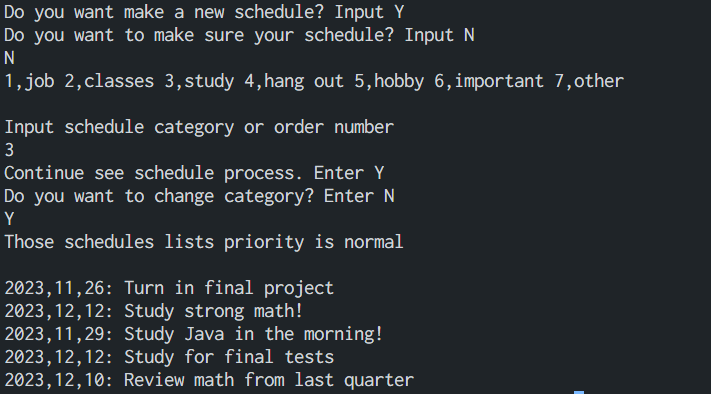 Do you want make a new schedule? Input Y
Do you want to make sure your schedule? Input N
N
1,job 2,classes 3,study 4,hang out 5,hobby 6,important 7,other
Input schedule category or order number
3
Continue see schedule process. Enter Y
Do you want to change category? Enter N
Y
Those schedules lists priority is normal
2023,11,26: Turn in final project
2023,12,12: Study strong math!
2023,11,29: Study Java in the morning!
2023,12,12: Study for final tests
2023,12,10: Review math from last quarter